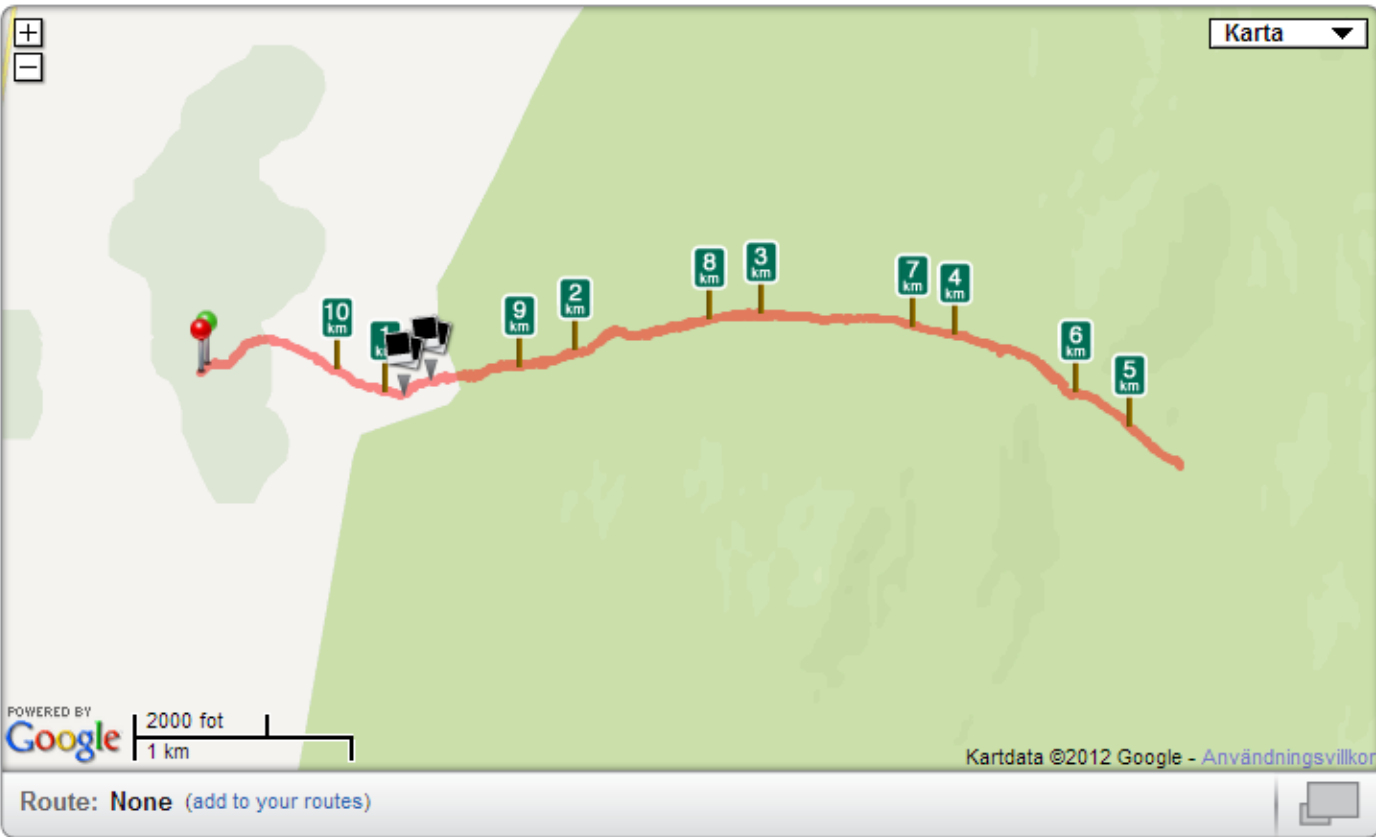 +
−
Karta
8
km
3
km
7
km
4
km
2
km
9
km
10
km
6
km
5
km
POWERED BY
Google
2000 fot
1 km
Kartdata ©2012 Google - Användningsvillkor
Route: None (add to your routes)